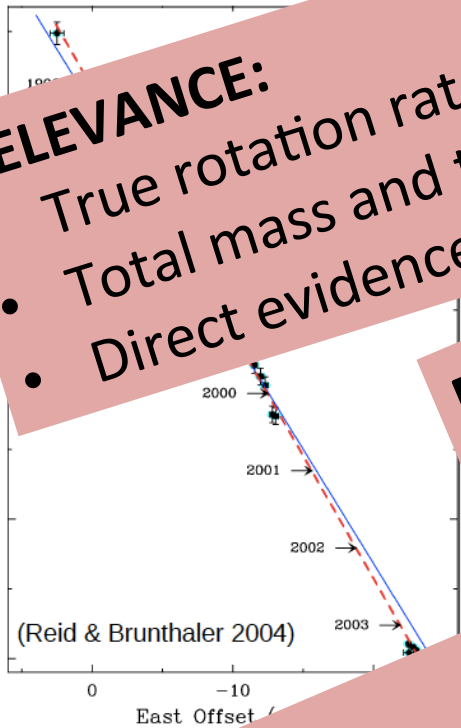 ELEVANCE:
True rotation rat
• Total mass and
• Direct evidence
2000
2001
2002
2003
(Reid & Brunthaler 2004)
0 −10
East Offset (